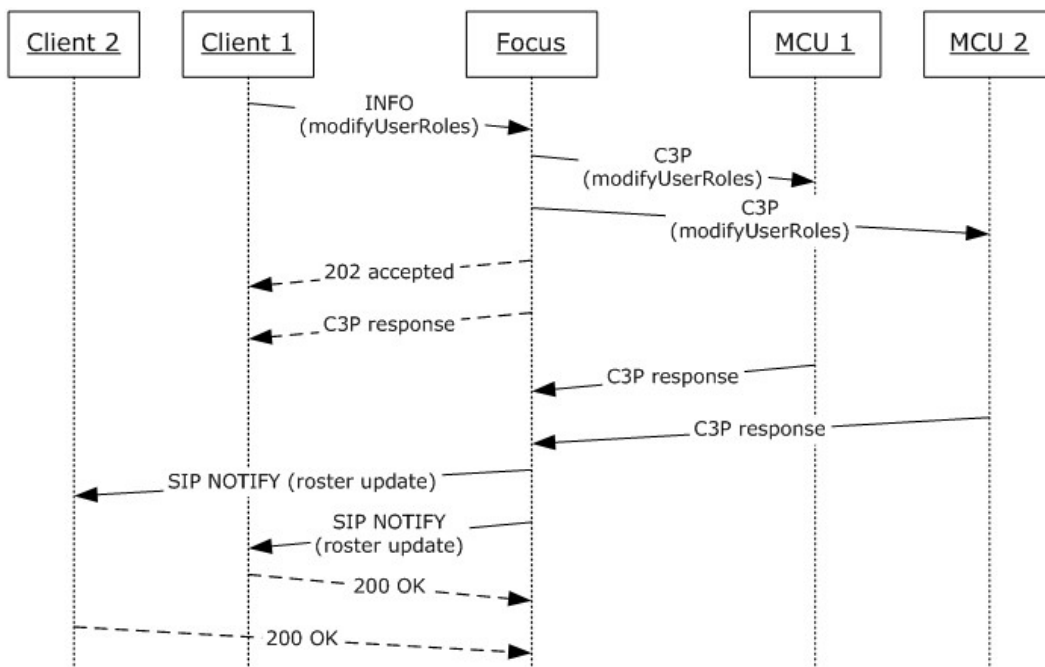 Client 2
Client 1
Focus
MCU 1
MCU 2
INFO
(modifyUserRoles)
C3P
(modifyUserRoles)
C3P
(modifyUserRoles)
202 accepted
C3P response
C3P response
C3P response
SIP NOTIFY (roster update)
SIP NOTIFY
(roster update)
200 OK
200 OK